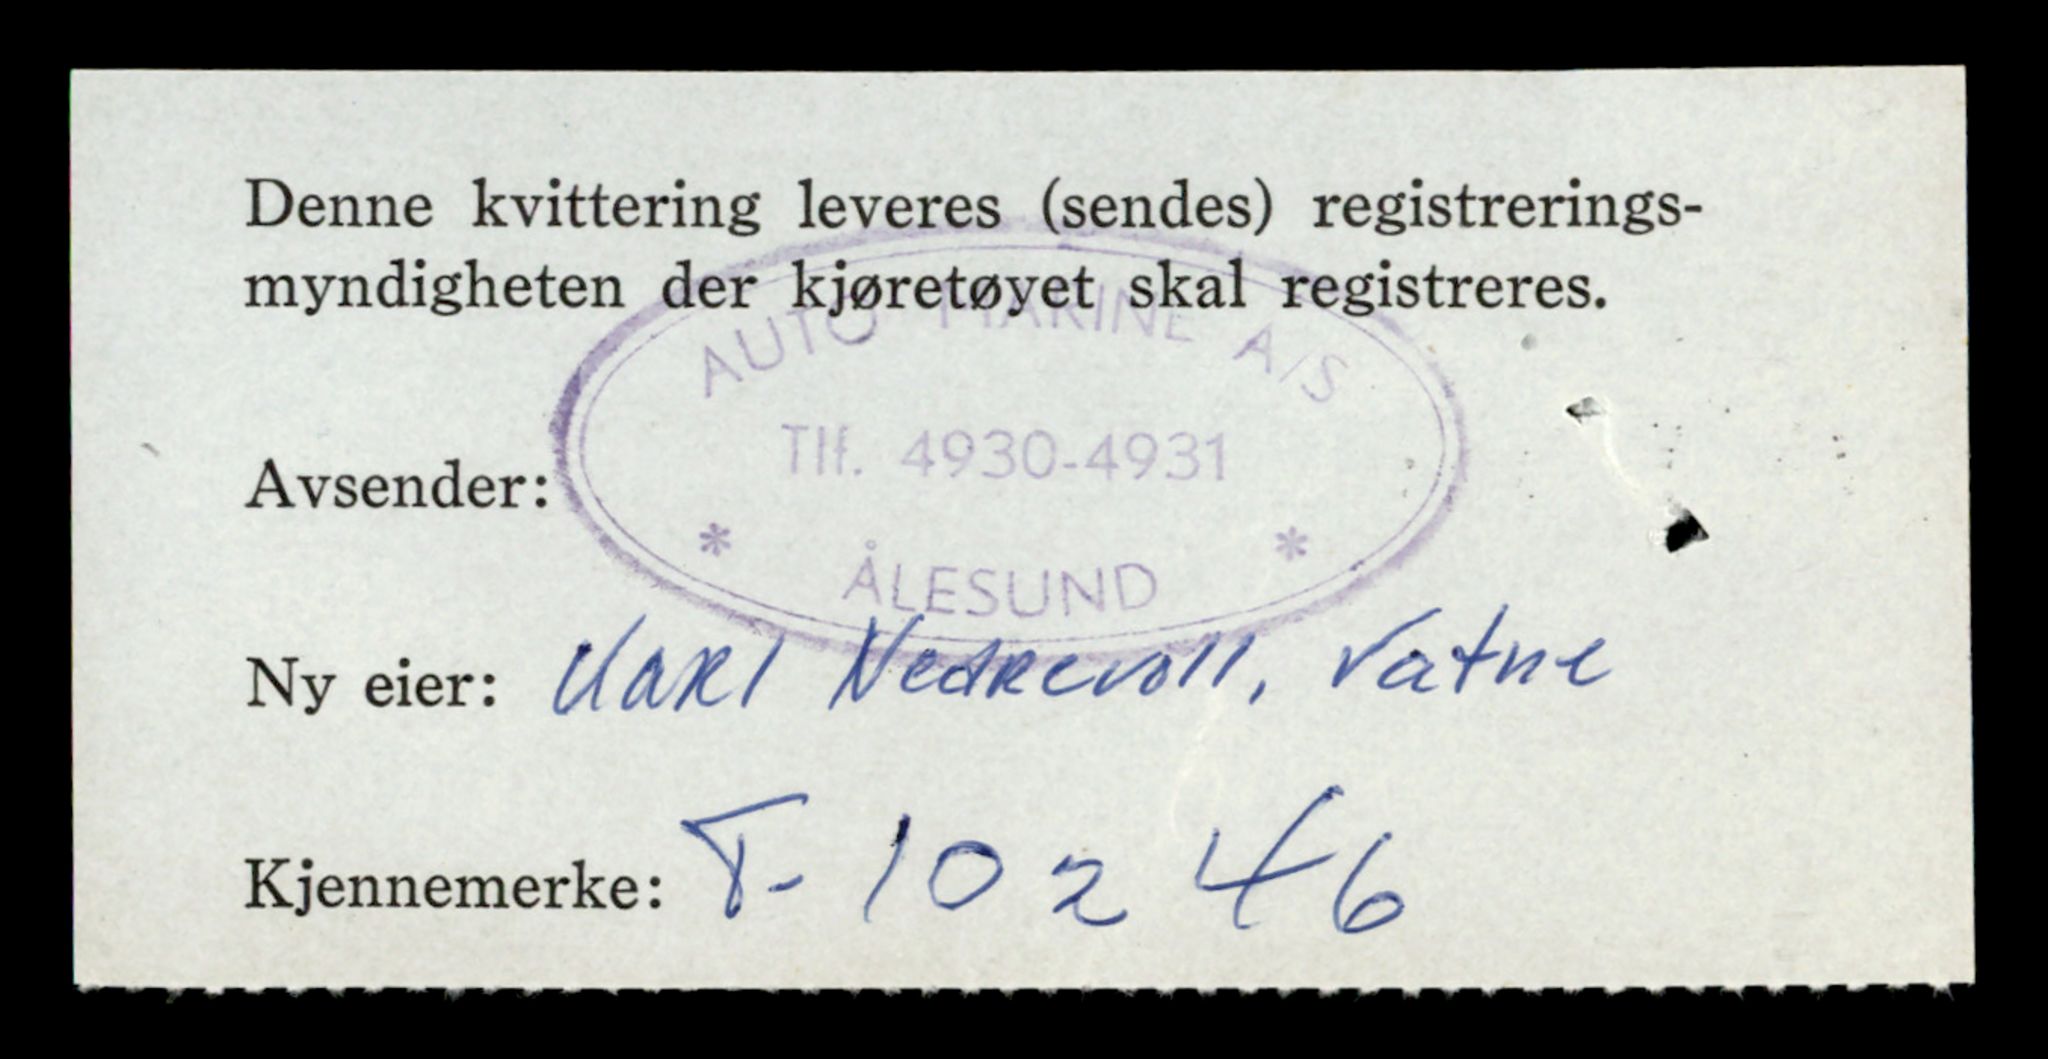 Denne kvittering leveres (sendes) registrerings-
myndigheten der kjøretøyet skal registreres.
AUTO MARINE A/S
Tlf. 4930-4931
* ÅLESUND *
Avsender:
Ny eier: Karl Nedrevoll, Vatne
Kjennemerke: T-10246